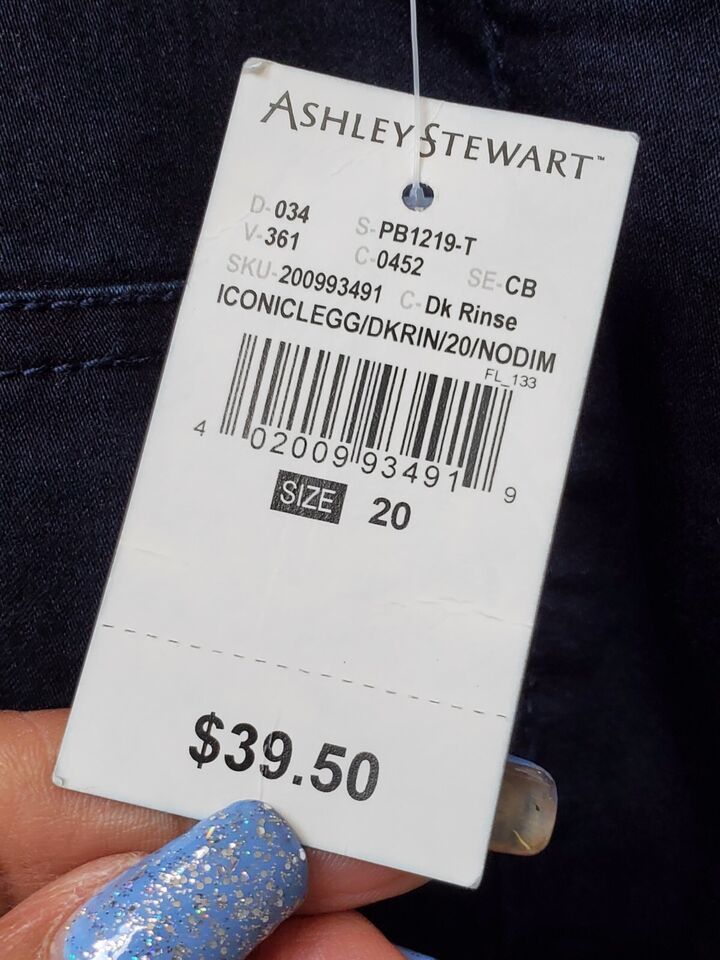 ASHLEY STEWART™
D-034 S-PB1219-T
V-361 C-0452 SE-CB
SKU-200993491 C-Dk Rinse
ICONICLEGG/DKRIN/20/NODIM
FL_133
4 02009 93491 9
SIZE 20
$39.50